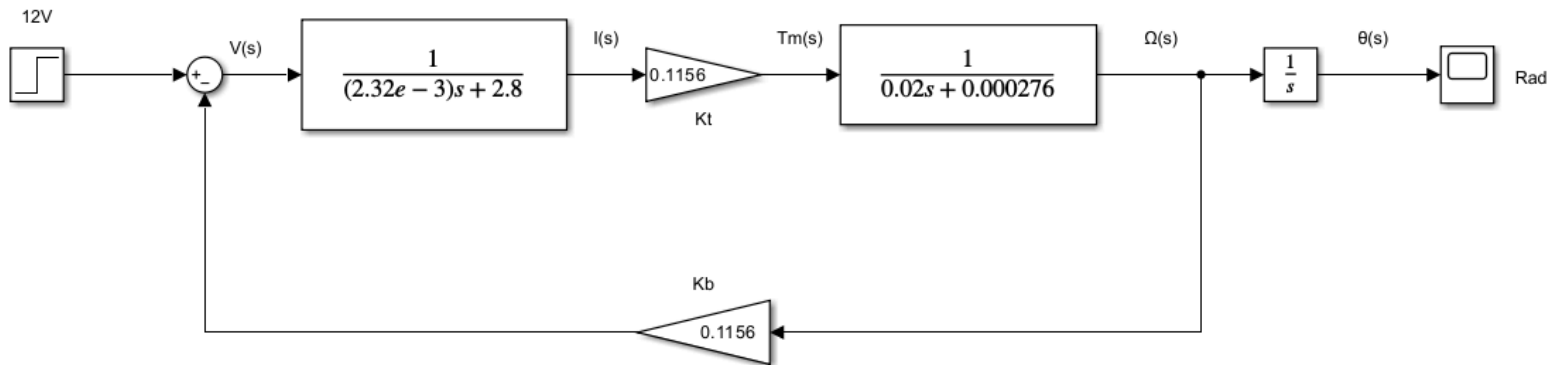 12V
+
−
V(s)
1
(2.32e − 3)s + 2.8
I(s)
0.1156
Kt
Tm(s)
1
0.02s + 0.000276
Ω(s)
1
s
θ(s)
Rad
Kb
0.1156